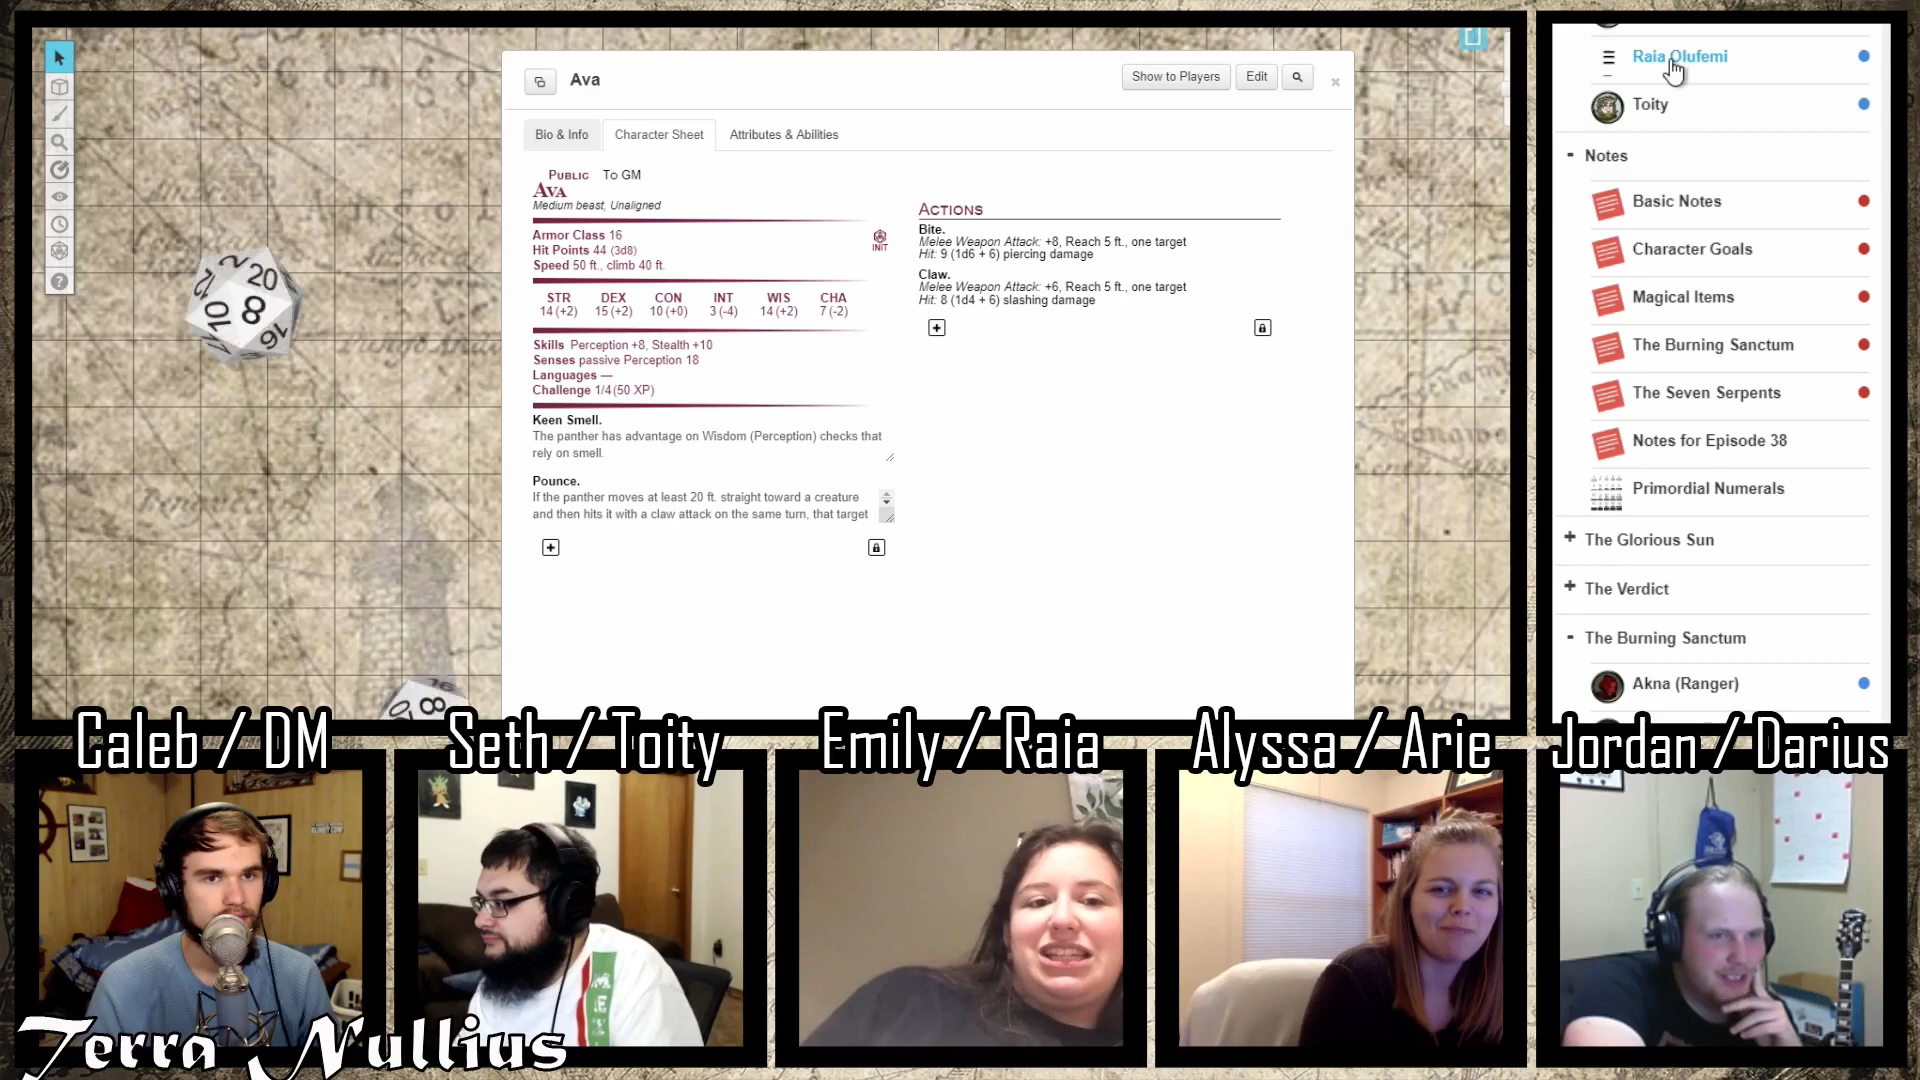 Ava
Show to Players
Edit
Bio & Info
Character Sheet
Attributes & Abilities
PUBLIC To GM
AVA
Medium beast, Unaligned
Armor Class 16
Hit Points 44 (3d8)
Speed 50 ft., climb 40 ft.
INIT
STR DEX CON INT WIS CHA
14 (+2) 15 (+2) 10 (+0) 3 (-4) 14 (+2) 7 (-2)
Skills Perception +8, Stealth +10
Senses passive Perception 18
Languages —
Challenge 1/4 (50 XP)
Keen Smell.
The panther has advantage on Wisdom (Perception) checks that
rely on smell.
Pounce.
If the panther moves at least 20 ft. straight toward a creature
and then hits it with a claw attack on the same turn, that target
ACTIONS
Bite.
Melee Weapon Attack: +8, Reach 5 ft., one target
Hit: 9 (1d6 + 6) piercing damage
Claw.
Melee Weapon Attack: +6, Reach 5 ft., one target
Hit: 8 (1d4 + 6) slashing damage
20
8
10
12
16
8
Raia Olufemi
Toity
- Notes
Basic Notes
Character Goals
Magical Items
The Burning Sanctum
The Seven Serpents
Notes for Episode 38
Primordial Numerals
+ The Glorious Sun
+ The Verdict
- The Burning Sanctum
Akna (Ranger)
Caleb / DM
Seth / Toity
Emily / Raia
Alyssa / Arie
Jordan / Darius
Terra Nullius